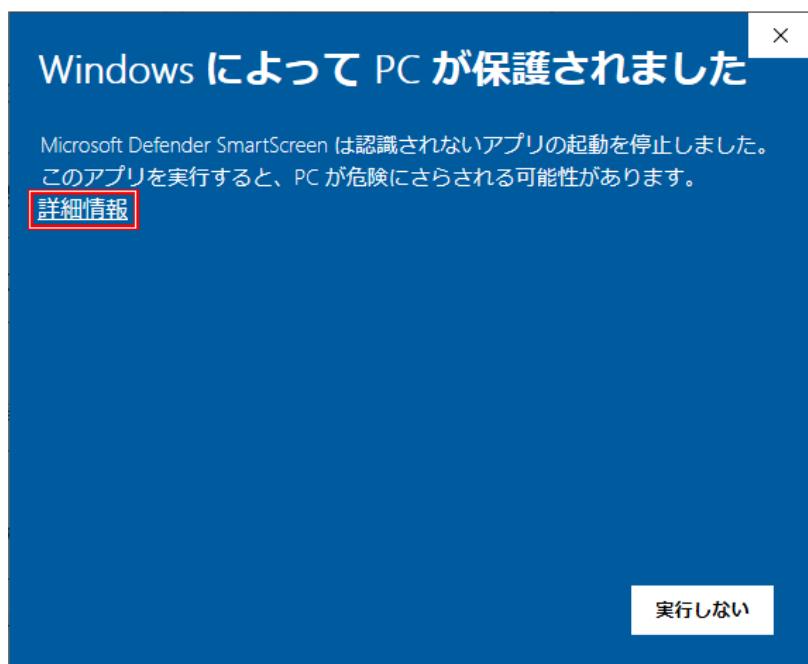 Windows によって PC が保護されました
Microsoft Defender SmartScreen は認識されないアプリの起動を停止しました。
このアプリを実行すると、PC が危険にさらされる可能性があります。
詳細情報
実行しない